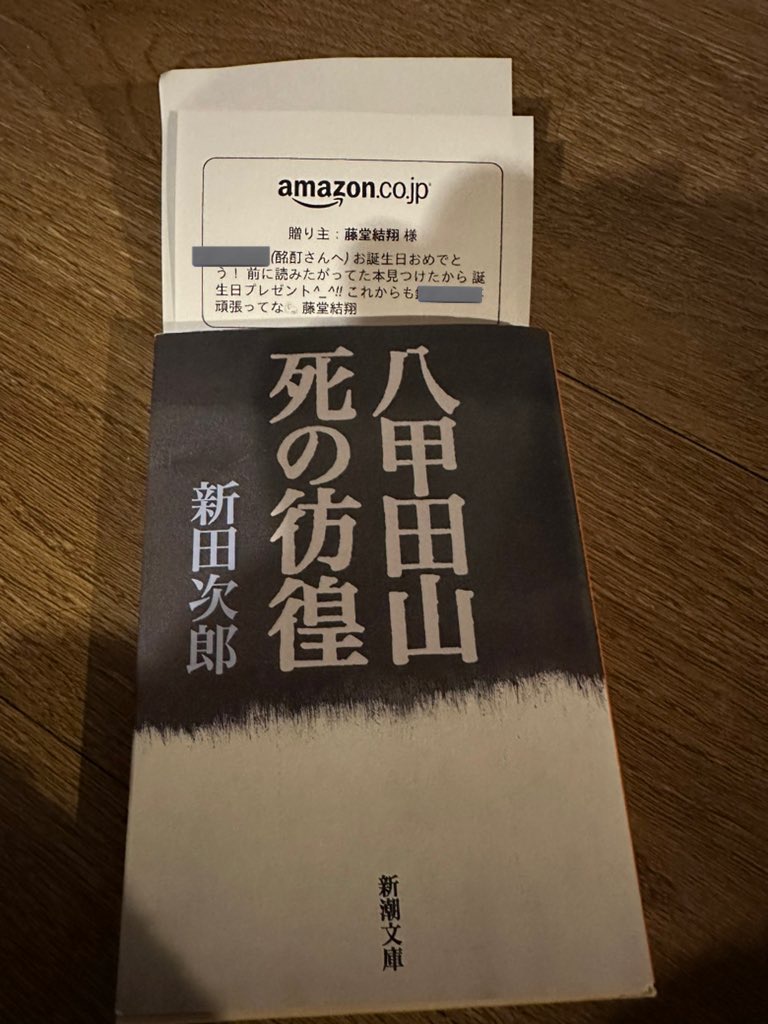 amazon.co.jp
贈り主：藤堂結翔 様
(酩酊さんへ) お誕生日おめでと
う！ 前に読みたがってた本見つけたから 誕
生日プレゼント^_^!! これからも
頑張ってな 藤堂結翔
八甲田山
死の彷徨
新田次郎
新潮文庫